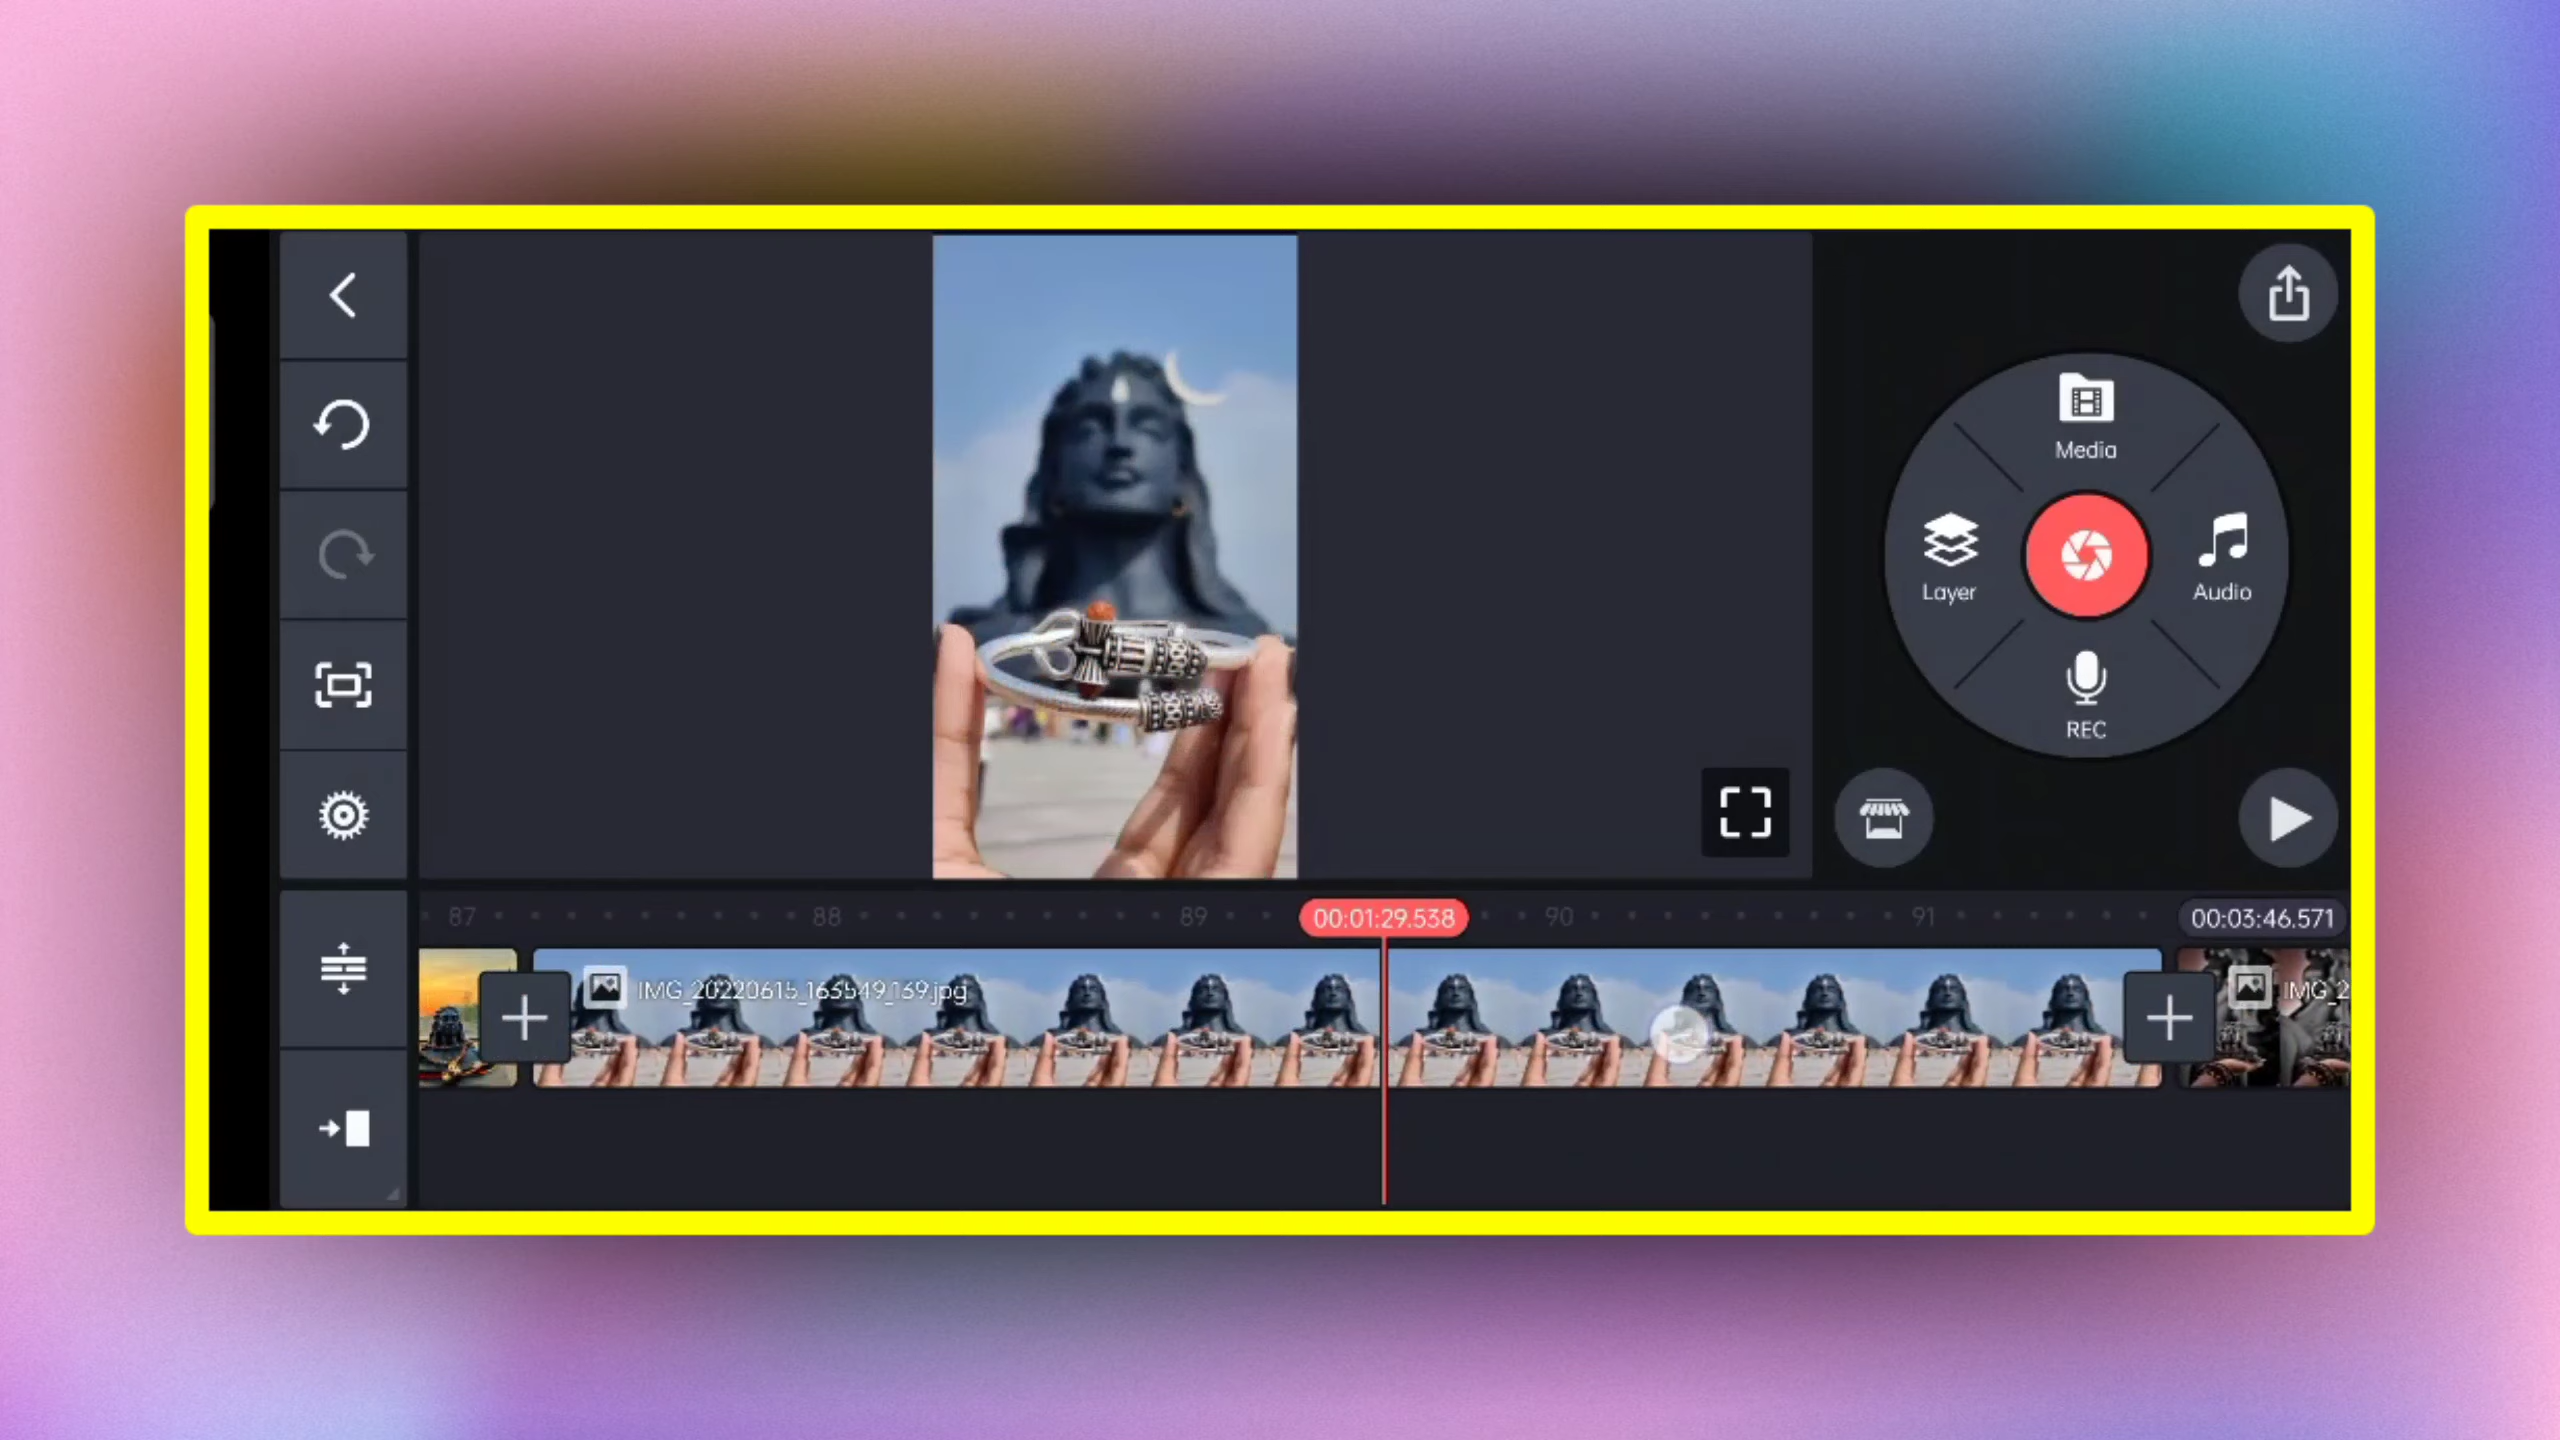 Media
Layer
Audio
REC
87
88
89
00:01:29.538
90
91
00:03:46.571
IMG_20220615_163549_139.jpg
IMG_2